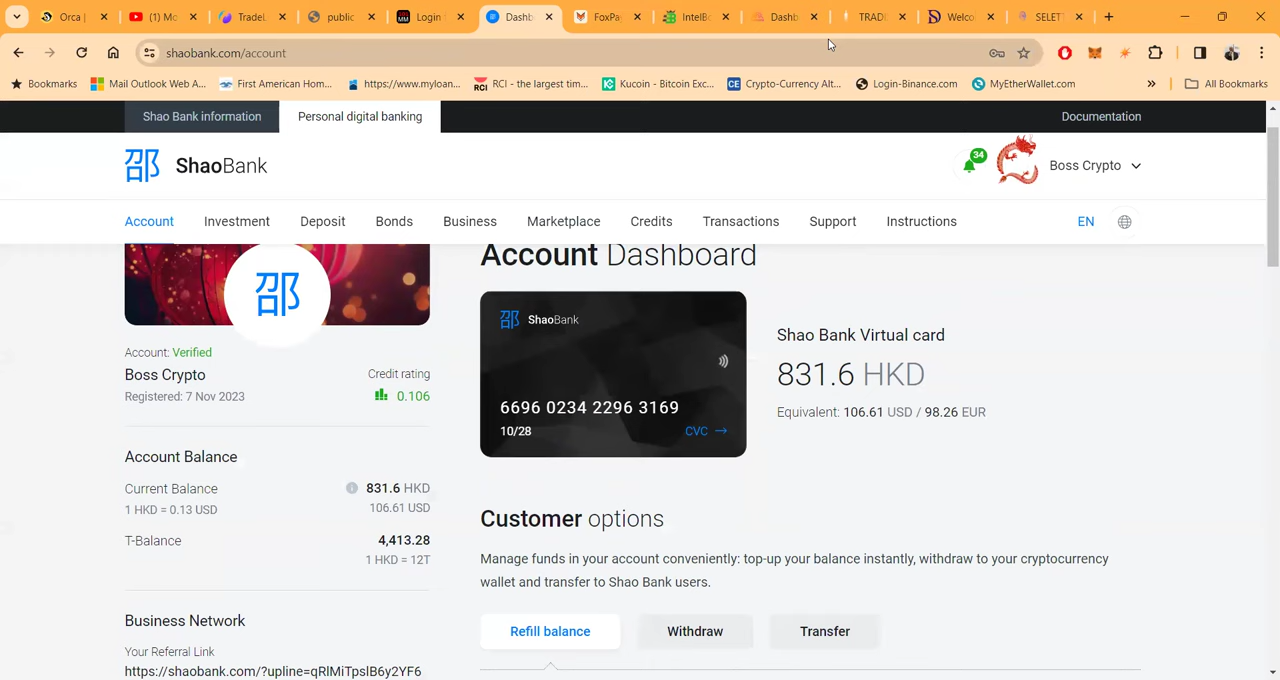 Orca |
(1) Mo
TradeL
public
Login
Dashb
FoxPa
IntelB
Dashb
TRADI
Welco
SELET
shaobank.com/account
Bookmarks
Mail Outlook Web A...
First American Hom...
https://www.myloan...
RCI - the largest tim...
Kucoin - Bitcoin Exc...
Crypto-Currency Alt...
Login-Binance.com
MyEtherWallet.com
»
All Bookmarks
Shao Bank information
Personal digital banking
Documentation
邵 ShaoBank
34
Boss Crypto
Account
Investment
Deposit
Bonds
Business
Marketplace
Credits
Transactions
Support
Instructions
EN
邵
Account: Verified
Boss Crypto
Registered: 7 Nov 2023
Credit rating
0.106
Account Balance
Current Balance
831.6 HKD
1 HKD = 0.13 USD
106.61 USD
T-Balance
4,413.28
1 HKD = 12T
Business Network
Your Referral Link
https://shaobank.com/?upline=qRlMiTpslB6y2YF6
Account Dashboard
邵 ShaoBank
6696 0234 2296 3169
10/28
CVC →
Shao Bank Virtual card
831.6 HKD
Equivalent: 106.61 USD / 98.26 EUR
Customer options
Manage funds in your account conveniently: top-up your balance instantly, withdraw to your cryptocurrency
wallet and transfer to Shao Bank users.
Refill balance
Withdraw
Transfer